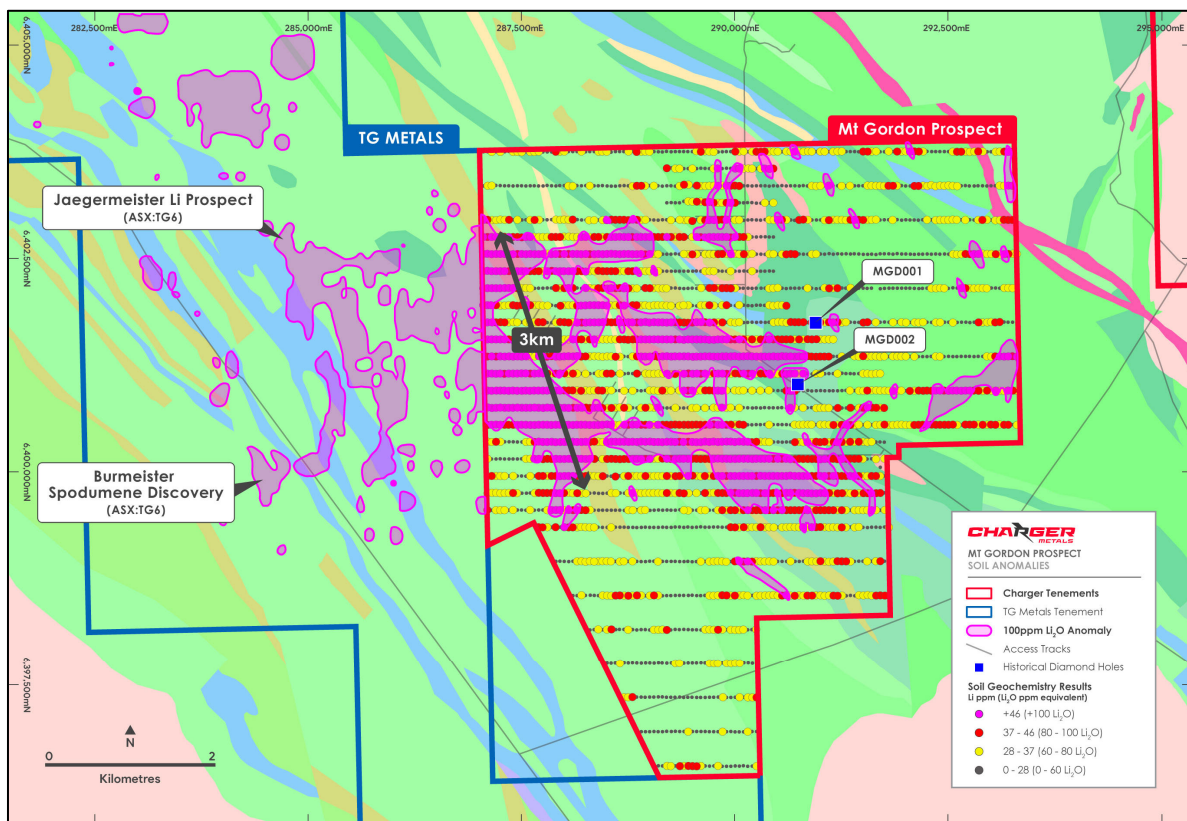 282,500mE
285,000mE
287,500mE
290,000mE
292,500mE
295,000mE
6,405,000mN
6,402,500mN
6,400,000mN
6,397,500mN
TG METALS
Mt Gordon Prospect
Jaegermeister Li Prospect
(ASX:TG6)
MGD001
MGD002
3km
Burmeister
Spodumene Discovery
(ASX:TG6)
N
0 2
Kilometres
CHARGER
METALS
MT GORDON PROSPECT
SOIL ANOMALIES
Charger Tenements
TG Metals Tenement
100ppm Li₂O Anomaly
Access Tracks
Historical Diamond Holes
Soil Geochemistry Results
Li ppm (Li₂O ppm equivalent)
+46 (+100 Li₂O)
37 - 46 (80 - 100 Li₂O)
28 - 37 (60 - 80 Li₂O)
0 - 28 (0 - 60 Li₂O)